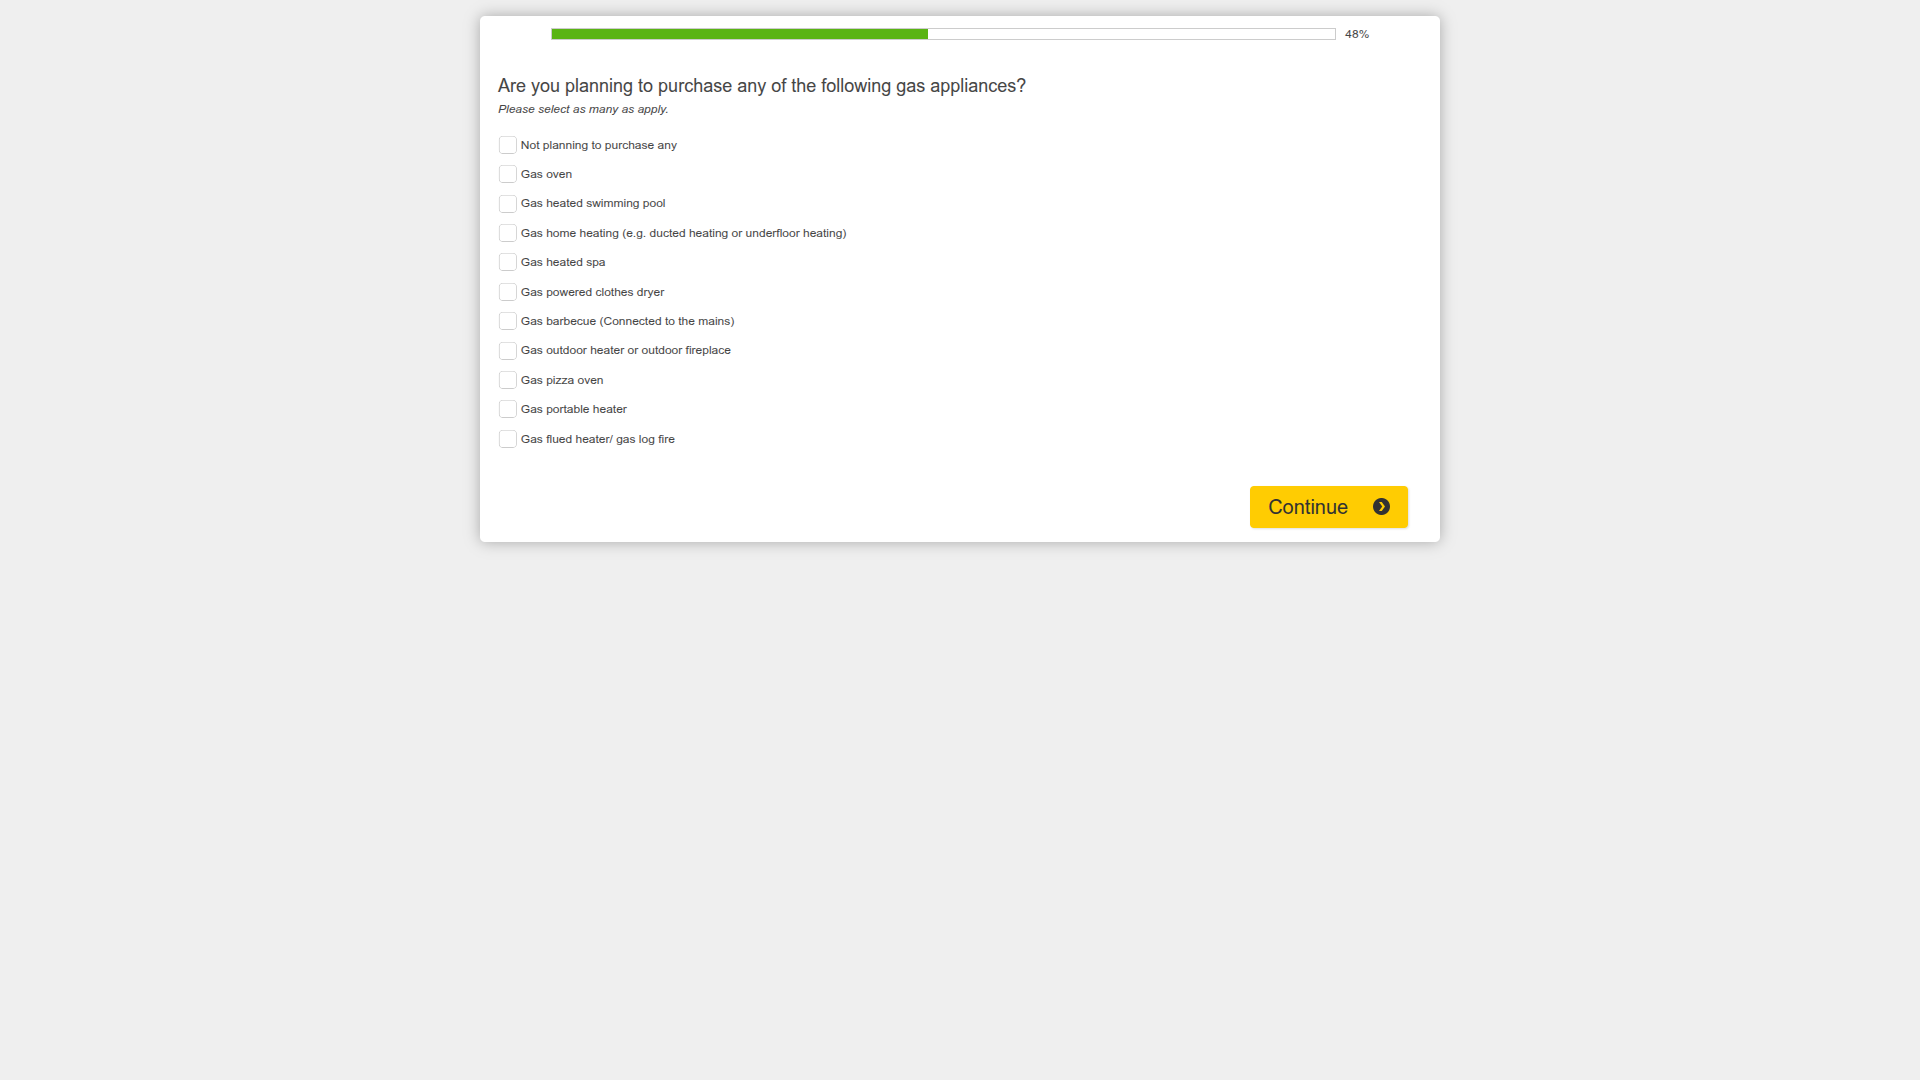 48%
Are you planning to purchase any of the following gas appliances?
Please select as many as apply.
Not planning to purchase any
Gas oven
Gas heated swimming pool
Gas home heating (e.g. ducted heating or underfloor heating)
Gas heated spa
Gas powered clothes dryer
Gas barbecue (Connected to the mains)
Gas outdoor heater or outdoor fireplace
Gas pizza oven
Gas portable heater
Gas flued heater/ gas log fire
Continue